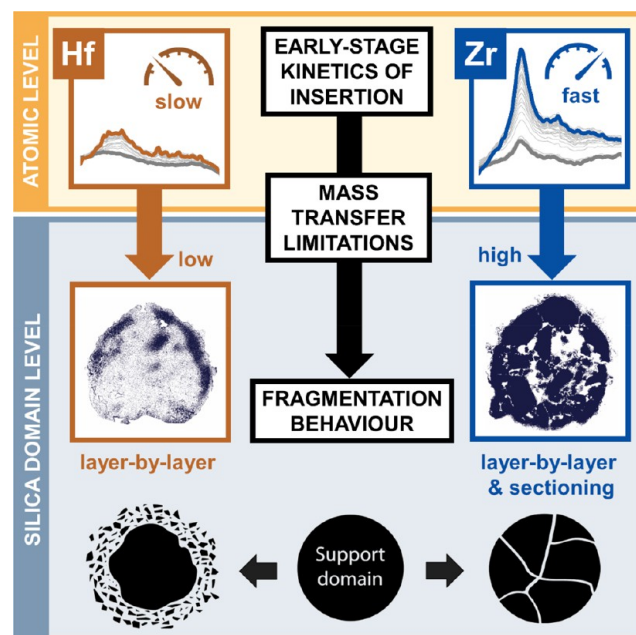 ATOMIC LEVEL
Hf
slow
EARLY-STAGE
KINETICS OF
INSERTION
Zr
fast
MASS
TRANSFER
LIMITATIONS
low
high
SILICA DOMAIN LEVEL
FRAGMENTATION
BEHAVIOUR
layer-by-layer
layer-by-layer
& sectioning
Support
domain